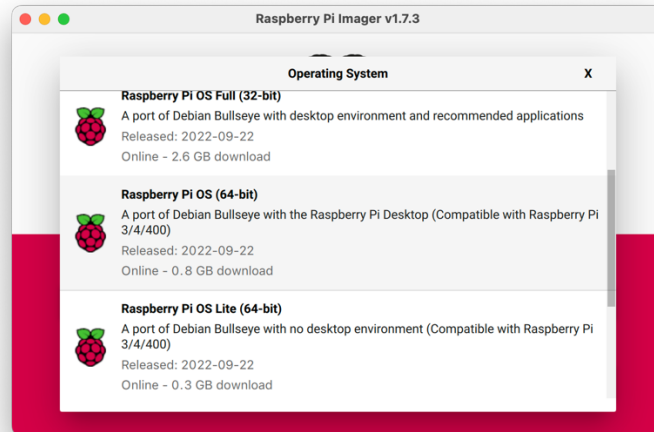 Raspberry Pi Imager v1.7.3
Operating System X
Raspberry Pi OS Full (32-bit)
A port of Debian Bullseye with desktop environment and recommended applications
Released: 2022-09-22
Online - 2.6 GB download
Raspberry Pi OS (64-bit)
A port of Debian Bullseye with the Raspberry Pi Desktop (Compatible with Raspberry Pi
3/4/400)
Released: 2022-09-22
Online - 0.8 GB download
Raspberry Pi OS Lite (64-bit)
A port of Debian Bullseye with no desktop environment (Compatible with Raspberry Pi
3/4/400)
Released: 2022-09-22
Online - 0.3 GB download